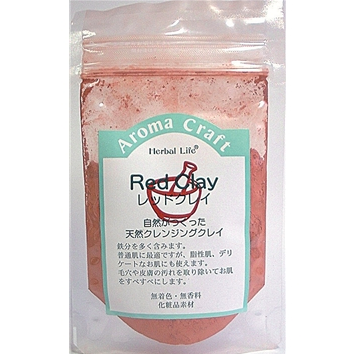 Aroma Craft
Herbal Life®
Red Clay
レッドクレイ
自然がつくった
天然クレンジングクレイ
鉄分を多く含みます。
普通肌に最適ですが、脂性肌、デリ
ケートなお肌にも使えます。
毛穴や皮膚の汚れを取り除いてお肌
をすべすべにします。
無着色・無香料
化粧品素材